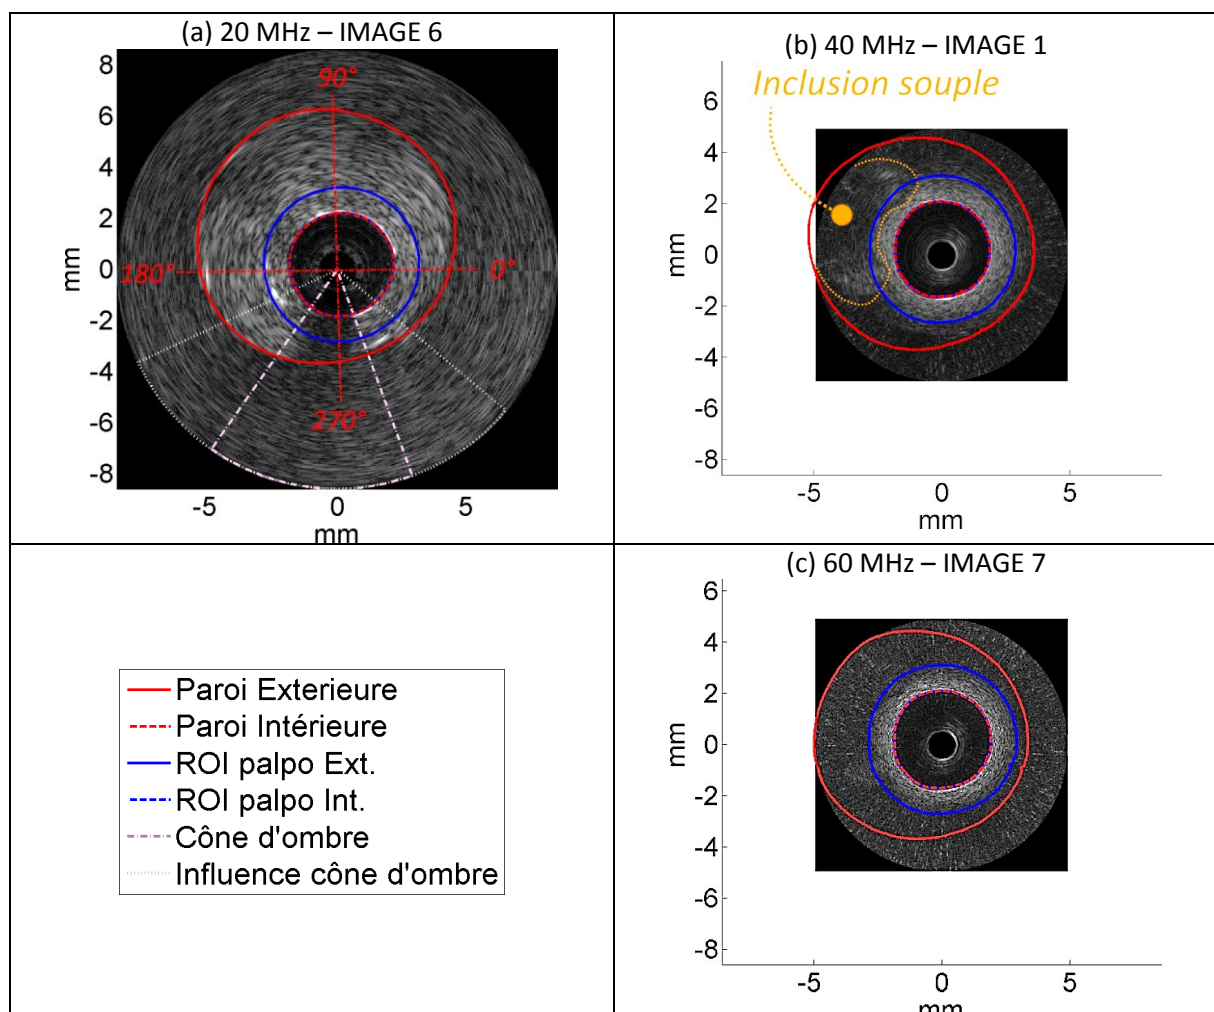 (a) 20 MHz – IMAGE 6
8
6
4
2
0
-2
-4
-6
-8
mm
90°
180°
0°
270°
-5
0
5
mm
(b) 40 MHz – IMAGE 1
Inclusion souple
6
4
2
0
-2
-4
-6
-8
mm
-5
0
5
mm
Paroi Exterieure
Paroi Intérieure
ROI palpo Ext.
ROI palpo Int.
Cône d'ombre
Influence cône d'ombre
(c) 60 MHz – IMAGE 7
6
4
2
0
-2
-4
-6
-8
mm
-5
0
5
mm